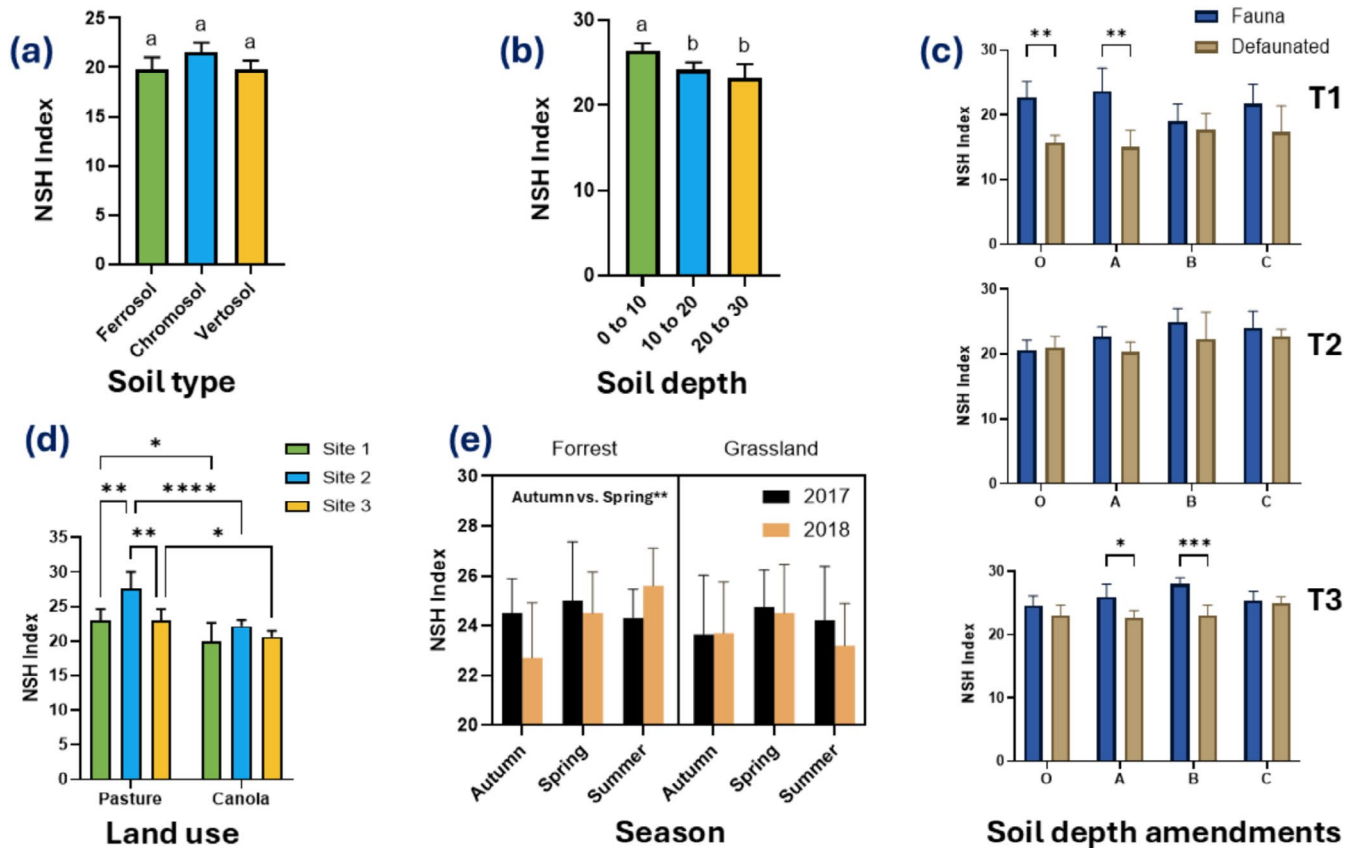 (a)
NSH Index
25
20
15
10
5
0
a
a
a
Ferrosol
Chromosol
Vertosol
Soil type
(b)
NSH Index
30
20
10
0
a
b
b
0 to 10
10 to 20
20 to 30
Soil depth
(c)
Fauna
Defaunated
T1
NSH Index
30
20
10
0
**
**
O
A
B
C
T2
NSH Index
30
20
10
0
O
A
B
C
T3
NSH Index
30
20
10
0
*
***
O
A
B
C
Soil depth amendments
(d)
Site 1
Site 2
Site 3
*
**
****
**
*
NSH Index
35
30
25
20
15
10
5
0
Pasture
Canola
Land use
(e)
Forrest
Grassland
Autumn vs. Spring**
2017
2018
NSH Index
30
28
26
24
22
20
Autumn
Spring
Summer
Autumn
Spring
Summer
Season